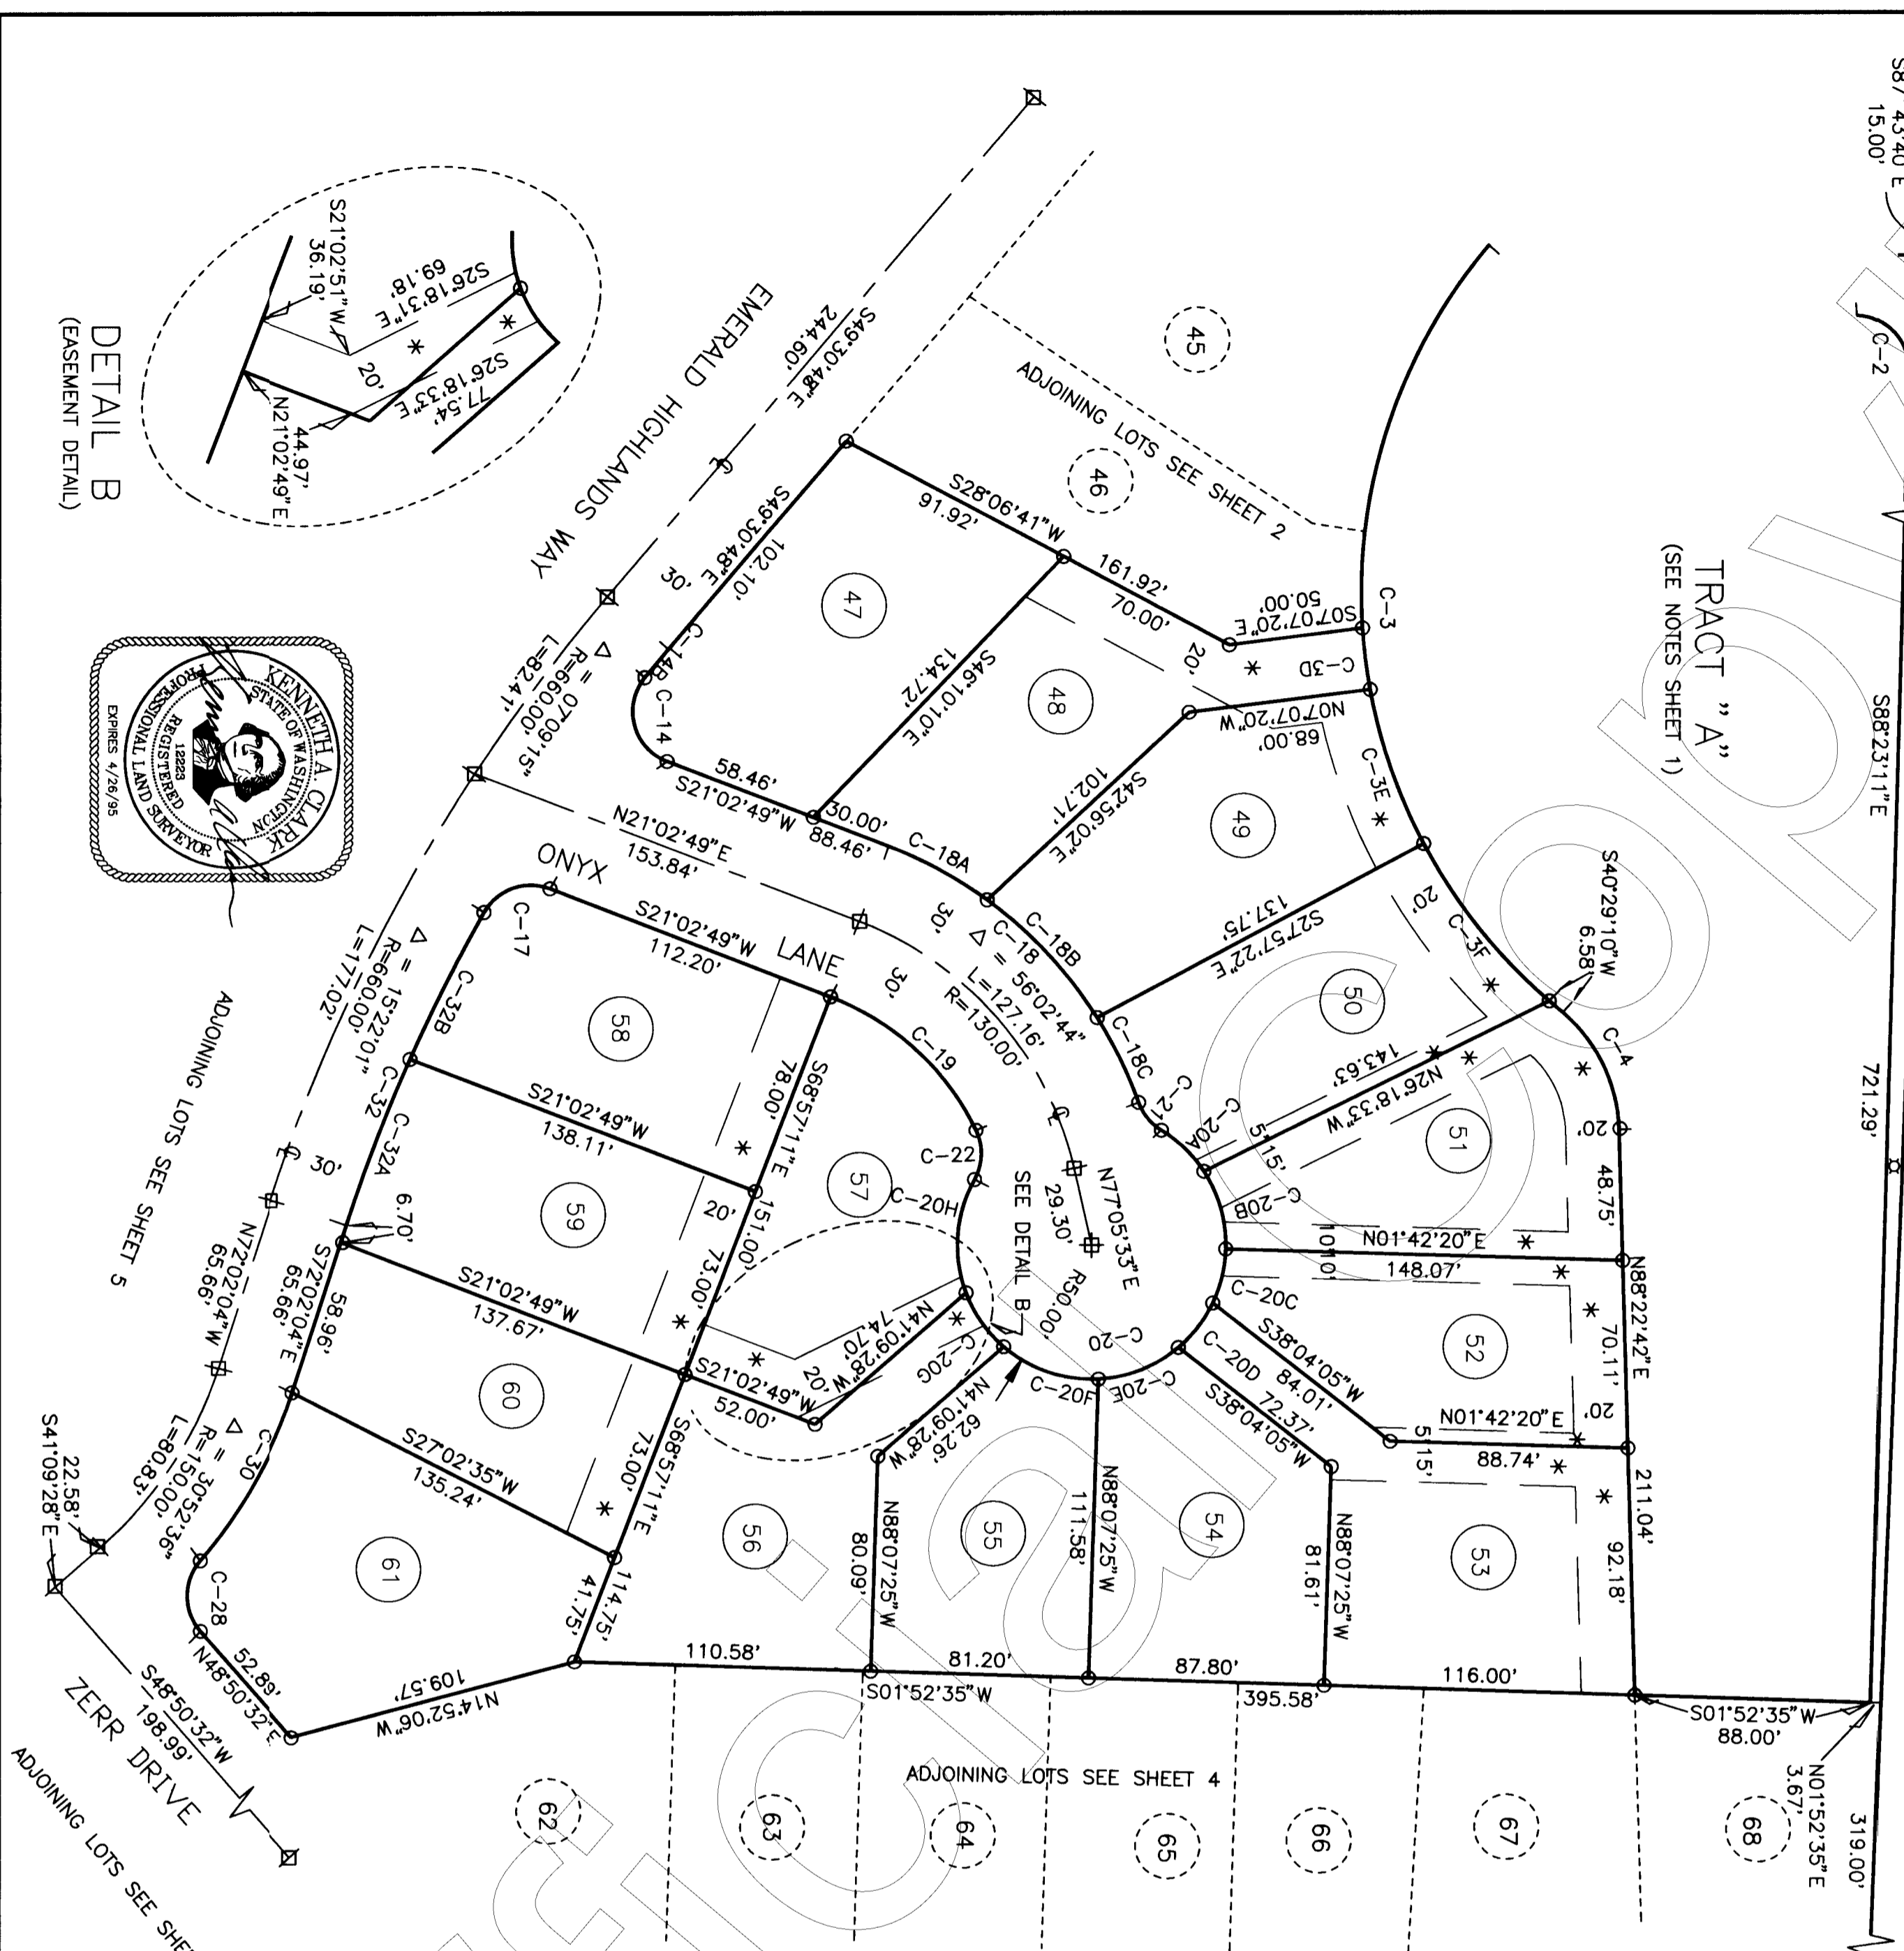 S87°43'40"E
15.00'
C-2
S88°23'11"E
721.29'
319.00'
TRACT "A"
(SEE NOTES SHEET 1)
45
46
ADJOINING LOTS SEE SHEET 2
EMERALD HIGHLANDS WAY
S49°30'48"E
244.60'
DETAIL B
(EASEMENT DETAIL)
S21°02'51"W
36.19'
S26°18'31"E
69.18'
S26°18'33"E
77.54'
20'
44.97'
N21°02'49"E
KENNETH A CLARK
STATE OF WASHINGTON
12223
REGISTERED
PROFESSIONAL LAND SURVEYOR
EXPIRES 4/26/95
47
S28°06'41"W
91.92'
161.92'
70.00'
S49°30'48"E
102.10'
30'
C-14B
C-14
58.46'
S21°02'49"W
88.46'
30.00'
S46°10'10"E
134.72'
Δ = 07°09'15"
R=660.00'
L=82.41'
48
S07°07'20"E
50.00'
20'
C-3
C-3D
N07°07'20"W
68.00'
S42°56'02"E
102.71'
C-18A
49
C-3E
S27°57'22"E
137.75'
C-18B
C-18
50
20'
C-3F
S40°29'10"W
6.58'
C-4
143.63'
N26°18'33"W
C-18C
C-21
C-20A
51
5'15'
C-20B
10'10'
20'
48.75'
N01°42'20"E
148.07'
N88°22'42"E
211.04'
70.11'
20'
92.18'
52
C-20C
S38°04'05"W
84.01'
N01°42'20"E
88.74'
5'15'
53
C-20D
72.37'
S38°04'05"W
N88°07'25"W
81.61'
116.00'
54
C-20E
C-20
C-20F
N88°07'25"W
111.58'
87.80'
55
C-20G
N41°09'28"W
62.26'
N88°07'25"W
80.09'
81.20'
56
110.58'
S01°52'35"W
395.58'
S01°52'35"W
88.00'
N01°52'35"E
3.67'
ONYX LANE
N21°02'49"E
153.84'
30'
30'
Δ = 56°02'44"
L=127.16'
R=130.00'
N77°05'33"E
29.30'
R50.00'
SEE DETAIL B
57
C-19
C-22
C-20H
N41°09'28"W
74.70'
20'
S21°02'49"W
52.00'
S68°57'11"E
78.00'
151.00'
73.00'
58
S21°02'49"W
112.20'
C-17
C-32B
S21°02'49"W
138.11'
59
20'
C-32
C-32A
6.70'
S21°02'49"W
137.67'
60
58.96'
S72°02'04"E
65.66'
S27°02'35"W
135.24'
S68°57'11"E
73.00'
114.75'
41.75'
61
C-30
C-28
52.89'
N48°50'32"E
N14°52'06"W
109.57'
Δ = 15°22'01"
R=660.00'
L=177.02'
30'
N72°02'04"W
65.66'
Δ = 30°52'36"
R=150.00'
L=80.83'
22.58'
S41°09'28"E
S48°50'32"W
198.99'
ZERR DRIVE
ADJOINING LOTS SEE SHEET 5
ADJOINING LOTS SEE SHEET 4
62
63
64
65
66
67
68